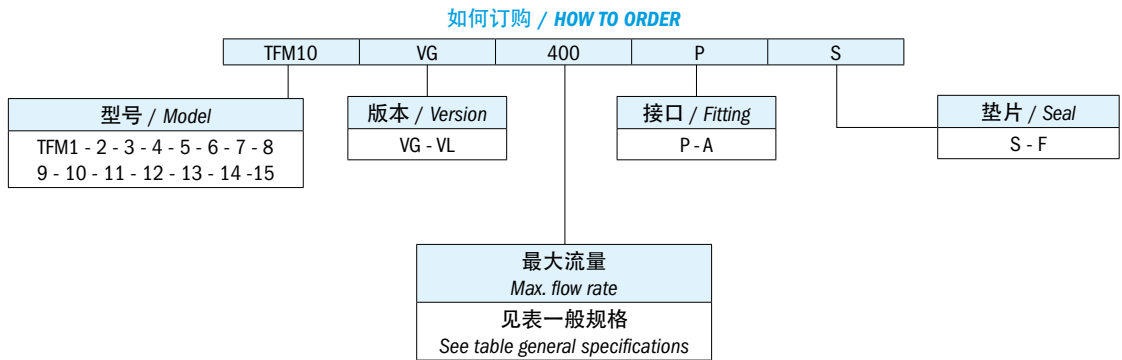 如何订购 / HOW TO ORDER
TFM10 VG 400 P S
型号 / Model
TFM1 - 2 - 3 - 4 - 5 - 6 - 7 - 8
9 - 10 - 11 - 12 - 13 - 14 -15
版本 / Version
VG - VL
接口 / Fitting
P - A
垫片 / Seal
S - F
最大流量
Max. flow rate
见表一般规格
See table general specifications